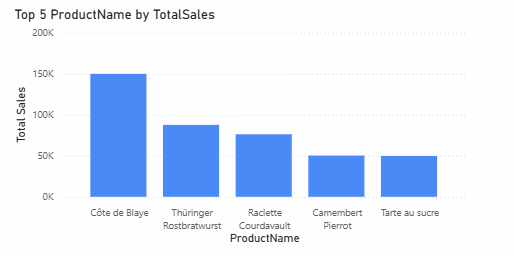 Top 5 ProductName by TotalSales
200K
150K
100K
50K
0K
Total Sales
Côte de Blaye
Thüringer
Rostbratwurst
Raclette
Courdavault
Camembert
Pierrot
Tarte au sucre
ProductName